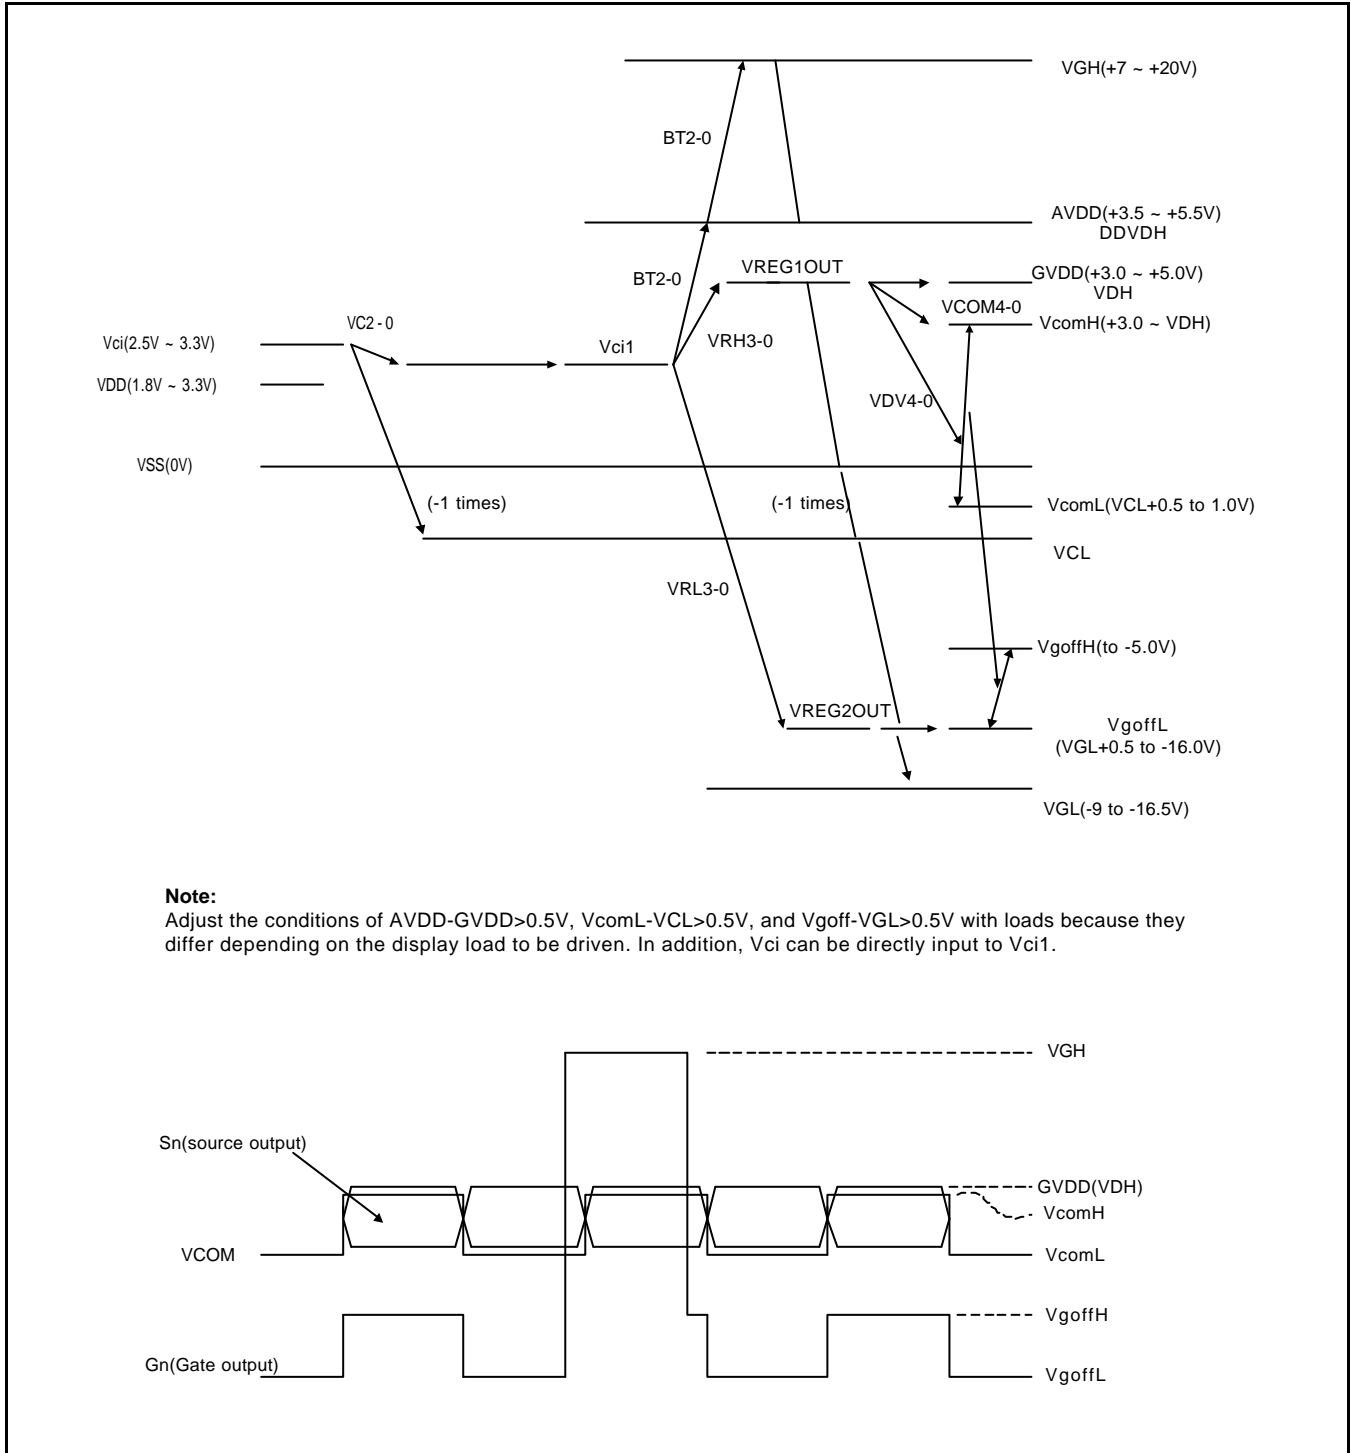 VGH(+7 ~ +20V)
BT2-0
AVDD(+3.5 ~ +5.5V)
DDVDH
BT2-0
VREG1OUT
GVDD(+3.0 ~ +5.0V)
VDH
VCOM4-0
VC2 - 0
VcomH(+3.0 ~ VDH)
Vci(2.5V ~ 3.3V)
Vci1
VRH3-0
VDD(1.8V ~ 3.3V)
VDV4-0
VSS(0V)
(-1 times)
(-1 times)
VcomL(VCL+0.5 to 1.0V)
VCL
VRL3-0
VgoffH(to -5.0V)
VREG2OUT
VgoffL
(VGL+0.5 to -16.0V)
VGL(-9 to -16.5V)
Note:
Adjust the conditions of AVDD-GVDD>0.5V, VcomL-VCL>0.5V, and Vgoff-VGL>0.5V with loads because they
differ depending on the display load to be driven. In addition, Vci can be directly input to Vci1.
VGH
Sn(source output)
GVDD(VDH)
VcomH
VCOM
VcomL
VgoffH
Gn(Gate output)
VgoffL